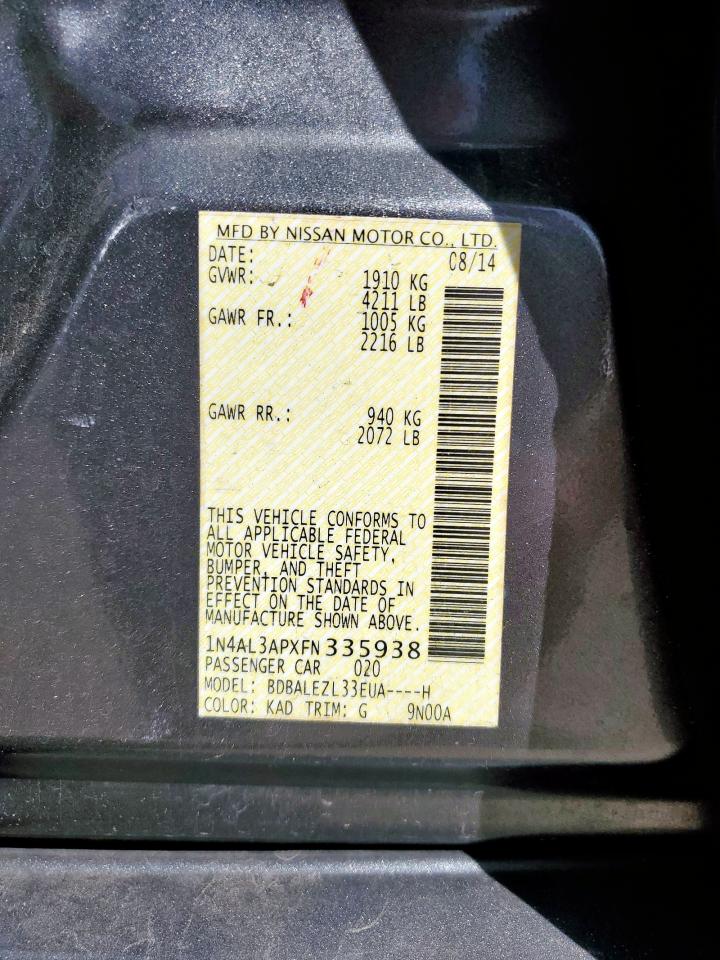 MFD BY NISSAN MOTOR CO., LTD.
DATE: 08/14
GVWR: 1910 KG
4211 LB
GAWR FR.: 1005 KG
2216 LB
GAWR RR.: 940 KG
2072 LB
THIS VEHICLE CONFORMS TO
ALL APPLICABLE FEDERAL
MOTOR VEHICLE SAFETY,
BUMPER, AND THEFT
PREVENTION STANDARDS IN
EFFECT ON THE DATE OF
MANUFACTURE SHOWN ABOVE.
1N4AL3APXFN335938
PASSENGER CAR 020
MODEL: BDBALEZL33EUA----H
COLOR: KAD TRIM: G 9N00A